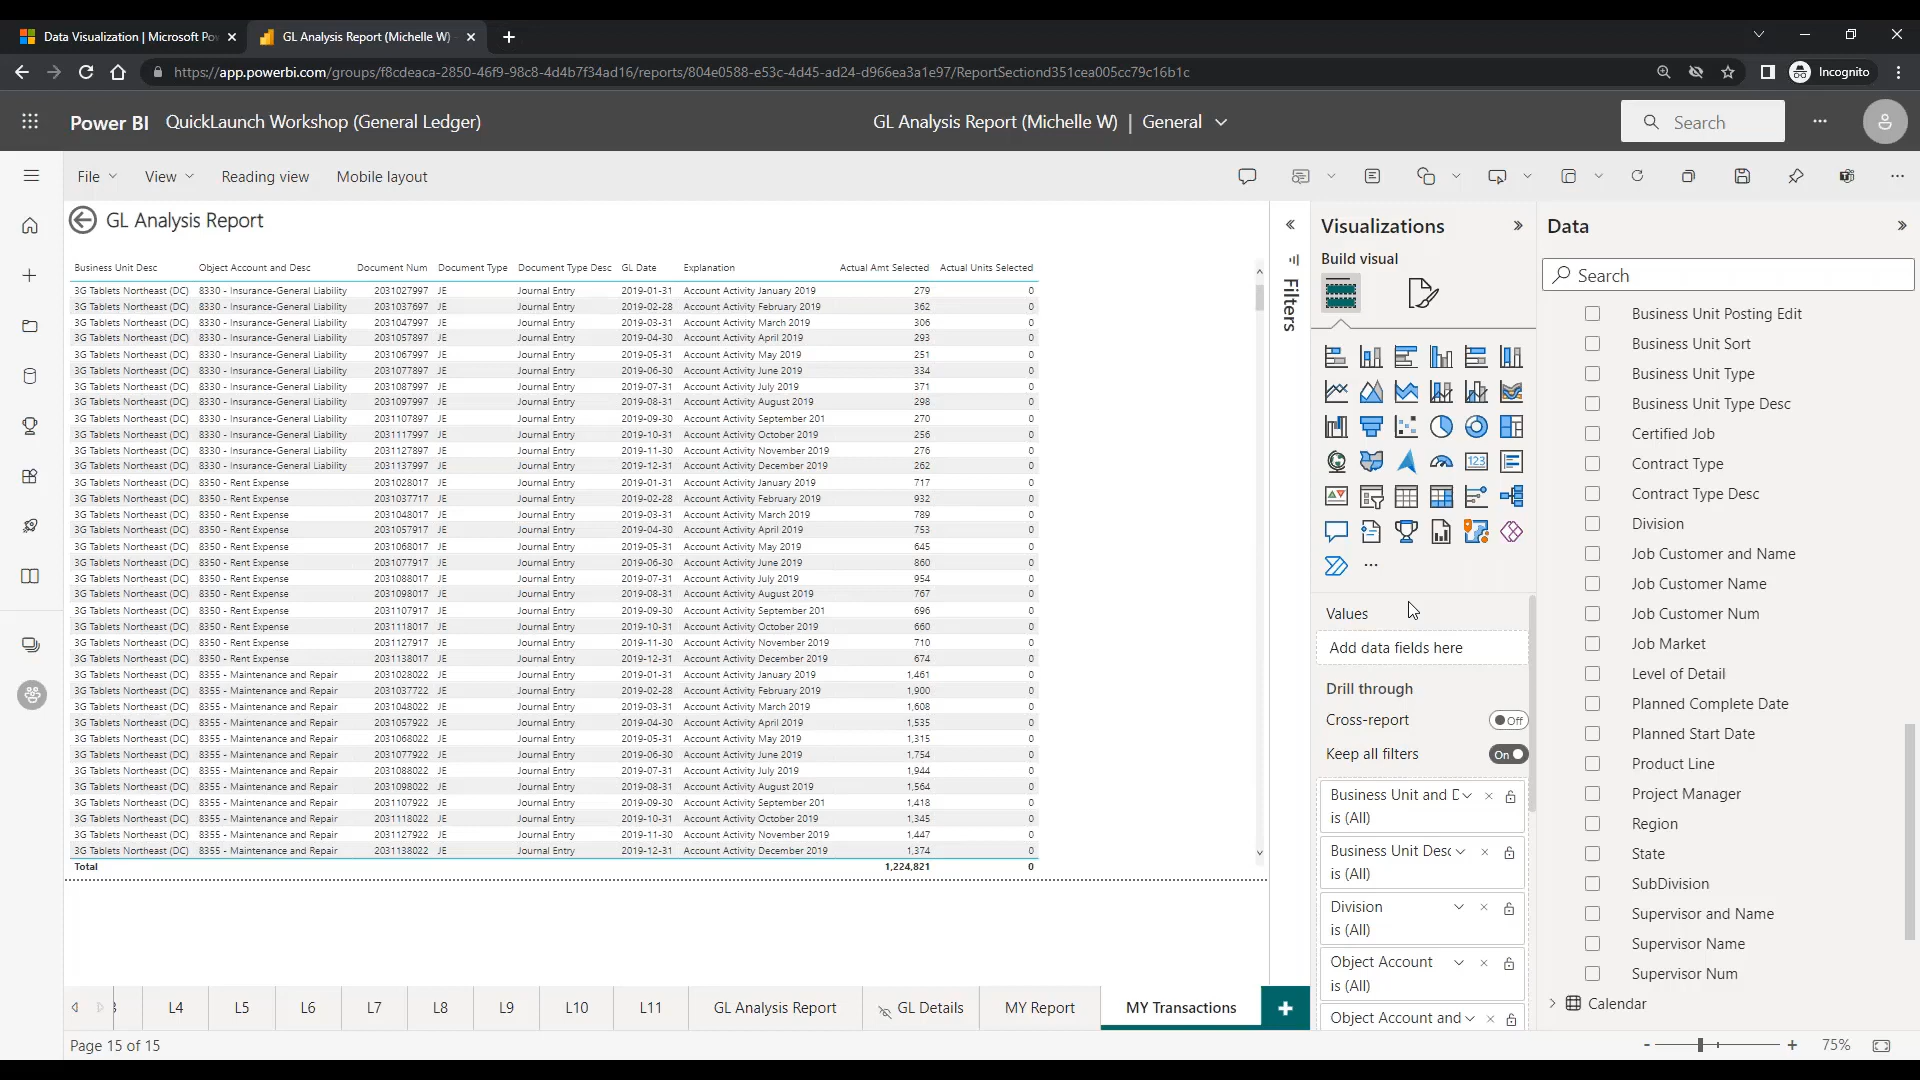 Data Visualization | Microsoft Po
GL Analysis Report (Michelle W)
https://app.powerbi.com/groups/f8cdeaca-2850-46f9-98c8-4d4b7f34ad16/reports/804e0588-e53c-4d45-ad24-d966ea3a1e97/ReportSectiond351cea005cc79c16b1c
Incognito
Power BI QuickLaunch Workshop (General Ledger)
GL Analysis Report (Michelle W) | General
Search
File View Reading view Mobile layout
GL Analysis Report
Business Unit Desc Object Account and Desc Document Num Document Type Document Type Desc GL Date Explanation Actual Amt Selected Actual Units Selected
3G Tablets Northeast (DC) 8330 - Insurance-General Liability 2031027997 JE Journal Entry 2019-01-31 Account Activity January 2019 279 0
3G Tablets Northeast (DC) 8330 - Insurance-General Liability 2031037697 JE Journal Entry 2019-02-28 Account Activity February 2019 362 0
3G Tablets Northeast (DC) 8330 - Insurance-General Liability 2031047997 JE Journal Entry 2019-03-31 Account Activity March 2019 306 0
3G Tablets Northeast (DC) 8330 - Insurance-General Liability 2031057897 JE Journal Entry 2019-04-30 Account Activity April 2019 293 0
3G Tablets Northeast (DC) 8330 - Insurance-General Liability 2031067997 JE Journal Entry 2019-05-31 Account Activity May 2019 251 0
3G Tablets Northeast (DC) 8330 - Insurance-General Liability 2031077897 JE Journal Entry 2019-06-30 Account Activity June 2019 334 0
3G Tablets Northeast (DC) 8330 - Insurance-General Liability 2031087997 JE Journal Entry 2019-07-31 Account Activity July 2019 371 0
3G Tablets Northeast (DC) 8330 - Insurance-General Liability 2031097997 JE Journal Entry 2019-08-31 Account Activity August 2019 298 0
3G Tablets Northeast (DC) 8330 - Insurance-General Liability 2031107897 JE Journal Entry 2019-09-30 Account Activity September 201 270 0
3G Tablets Northeast (DC) 8330 - Insurance-General Liability 2031117997 JE Journal Entry 2019-10-31 Account Activity October 2019 256 0
3G Tablets Northeast (DC) 8330 - Insurance-General Liability 2031127897 JE Journal Entry 2019-11-30 Account Activity November 2019 276 0
3G Tablets Northeast (DC) 8330 - Insurance-General Liability 2031137997 JE Journal Entry 2019-12-31 Account Activity December 2019 262 0
3G Tablets Northeast (DC) 8350 - Rent Expense 2031028017 JE Journal Entry 2019-01-31 Account Activity January 2019 717 0
3G Tablets Northeast (DC) 8350 - Rent Expense 2031037717 JE Journal Entry 2019-02-28 Account Activity February 2019 932 0
3G Tablets Northeast (DC) 8350 - Rent Expense 2031048017 JE Journal Entry 2019-03-31 Account Activity March 2019 789 0
3G Tablets Northeast (DC) 8350 - Rent Expense 2031057917 JE Journal Entry 2019-04-30 Account Activity April 2019 753 0
3G Tablets Northeast (DC) 8350 - Rent Expense 2031068017 JE Journal Entry 2019-05-31 Account Activity May 2019 645 0
3G Tablets Northeast (DC) 8350 - Rent Expense 2031077917 JE Journal Entry 2019-06-30 Account Activity June 2019 860 0
3G Tablets Northeast (DC) 8350 - Rent Expense 2031088017 JE Journal Entry 2019-07-31 Account Activity July 2019 954 0
3G Tablets Northeast (DC) 8350 - Rent Expense 2031098017 JE Journal Entry 2019-08-31 Account Activity August 2019 767 0
3G Tablets Northeast (DC) 8350 - Rent Expense 2031107917 JE Journal Entry 2019-09-30 Account Activity September 201 696 0
3G Tablets Northeast (DC) 8350 - Rent Expense 2031118017 JE Journal Entry 2019-10-31 Account Activity October 2019 660 0
3G Tablets Northeast (DC) 8350 - Rent Expense 2031127917 JE Journal Entry 2019-11-30 Account Activity November 2019 710 0
3G Tablets Northeast (DC) 8350 - Rent Expense 2031138017 JE Journal Entry 2019-12-31 Account Activity December 2019 674 0
3G Tablets Northeast (DC) 8355 - Maintenance and Repair 2031028022 JE Journal Entry 2019-01-31 Account Activity January 2019 1,461 0
3G Tablets Northeast (DC) 8355 - Maintenance and Repair 2031037722 JE Journal Entry 2019-02-28 Account Activity February 2019 1,900 0
3G Tablets Northeast (DC) 8355 - Maintenance and Repair 2031048022 JE Journal Entry 2019-03-31 Account Activity March 2019 1,608 0
3G Tablets Northeast (DC) 8355 - Maintenance and Repair 2031057922 JE Journal Entry 2019-04-30 Account Activity April 2019 1,535 0
3G Tablets Northeast (DC) 8355 - Maintenance and Repair 2031068022 JE Journal Entry 2019-05-31 Account Activity May 2019 1,315 0
3G Tablets Northeast (DC) 8355 - Maintenance and Repair 2031077922 JE Journal Entry 2019-06-30 Account Activity June 2019 1,754 0
3G Tablets Northeast (DC) 8355 - Maintenance and Repair 2031088022 JE Journal Entry 2019-07-31 Account Activity July 2019 1,944 0
3G Tablets Northeast (DC) 8355 - Maintenance and Repair 2031098022 JE Journal Entry 2019-08-31 Account Activity August 2019 1,564 0
3G Tablets Northeast (DC) 8355 - Maintenance and Repair 2031107922 JE Journal Entry 2019-09-30 Account Activity September 201 1,418 0
3G Tablets Northeast (DC) 8355 - Maintenance and Repair 2031118022 JE Journal Entry 2019-10-31 Account Activity October 2019 1,345 0
3G Tablets Northeast (DC) 8355 - Maintenance and Repair 2031127922 JE Journal Entry 2019-11-30 Account Activity November 2019 1,447 0
3G Tablets Northeast (DC) 8355 - Maintenance and Repair 2031138022 JE Journal Entry 2019-12-31 Account Activity December 2019 1,374 0
Total 1,224,821 0
Filters
Visualizations
Build visual
123
Values
Add data fields here
Drill through
Cross-report Off
Keep all filters On
Business Unit and D
is (All)
Business Unit Desc
is (All)
Division
is (All)
Object Account
is (All)
Object Account and
Data
Search
Business Unit Posting Edit
Business Unit Sort
Business Unit Type
Business Unit Type Desc
Certified Job
Contract Type
Contract Type Desc
Division
Job Customer and Name
Job Customer Name
Job Customer Num
Job Market
Level of Detail
Planned Complete Date
Planned Start Date
Product Line
Project Manager
Region
State
SubDivision
Supervisor and Name
Supervisor Name
Supervisor Num
Calendar
L4 L5 L6 L7 L8 L9 L10 L11 GL Analysis Report GL Details MY Report MY Transactions
Page 15 of 15
75%